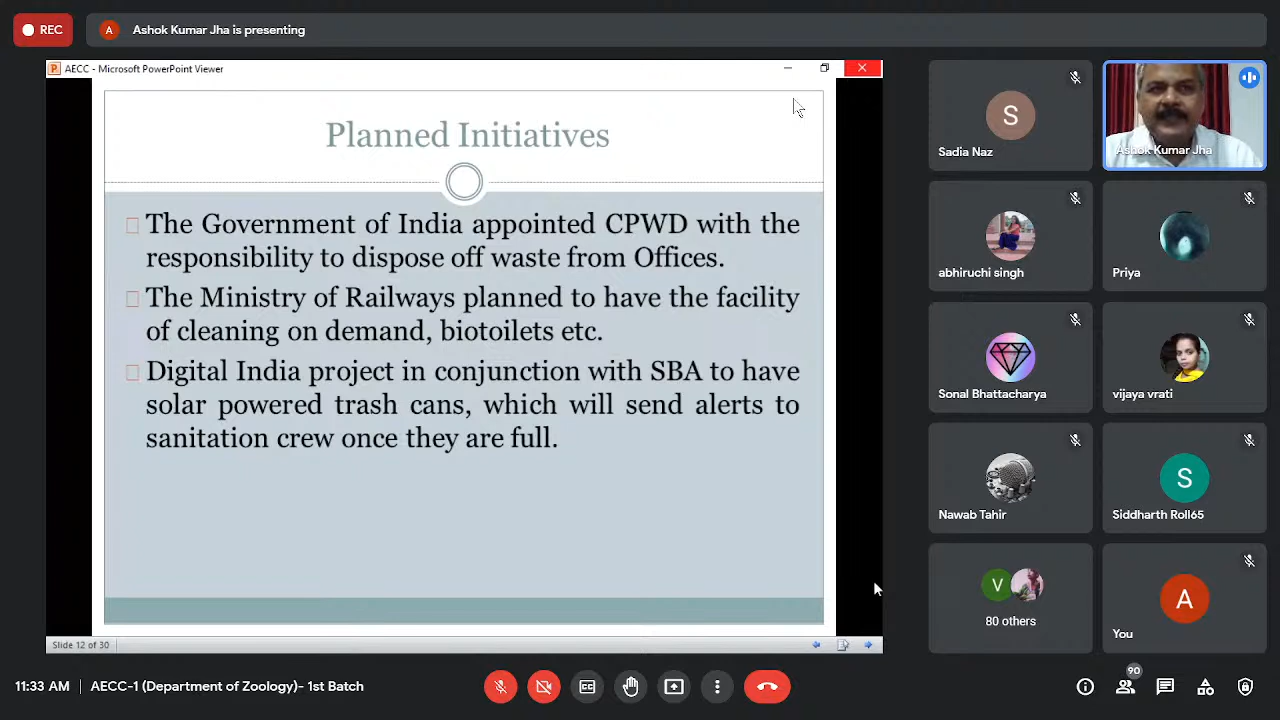 REC
A
Ashok Kumar Jha is presenting
P
AECC - Microsoft PowerPoint Viewer
Planned Initiatives
The Government of India appointed CPWD with the
responsibility to dispose off waste from Offices.
The Ministry of Railways planned to have the facility
of cleaning on demand, biotoilets etc.
Digital India project in conjunction with SBA to have
solar powered trash cans, which will send alerts to
sanitation crew once they are full.
Slide 12 of 30
S
Sadia Naz
Ashok Kumar Jha
abhiruchi singh
Priya
Sonal Bhattacharya
vijaya vrati
Nawab Tahir
S
Siddharth Roll65
V
80 others
A
You
11:33 AM | AECC-1 (Department of Zoology)- 1st Batch
CC
90